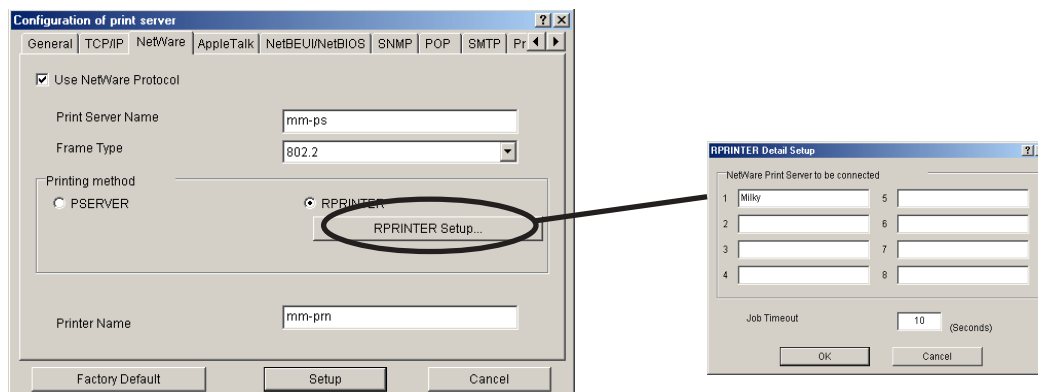 Configuration of print server
General TCP/IP NetWare AppleTalk NetBEUI/NetBIOS SNMP POP SMTP Pr
Use NetWare Protocol
Print Server Name mm-ps
Frame Type 802.2
Printing method
PSERVER RPRINTER
RPRINTER Setup...
Printer Name mm-prn
Factory Default Setup Cancel
RPRINTER Detail Setup
NetWare Print Server to be connected
1 Milky 5
2 6
3 7
4 8
Job Timeout 10 (Seconds)
OK Cancel